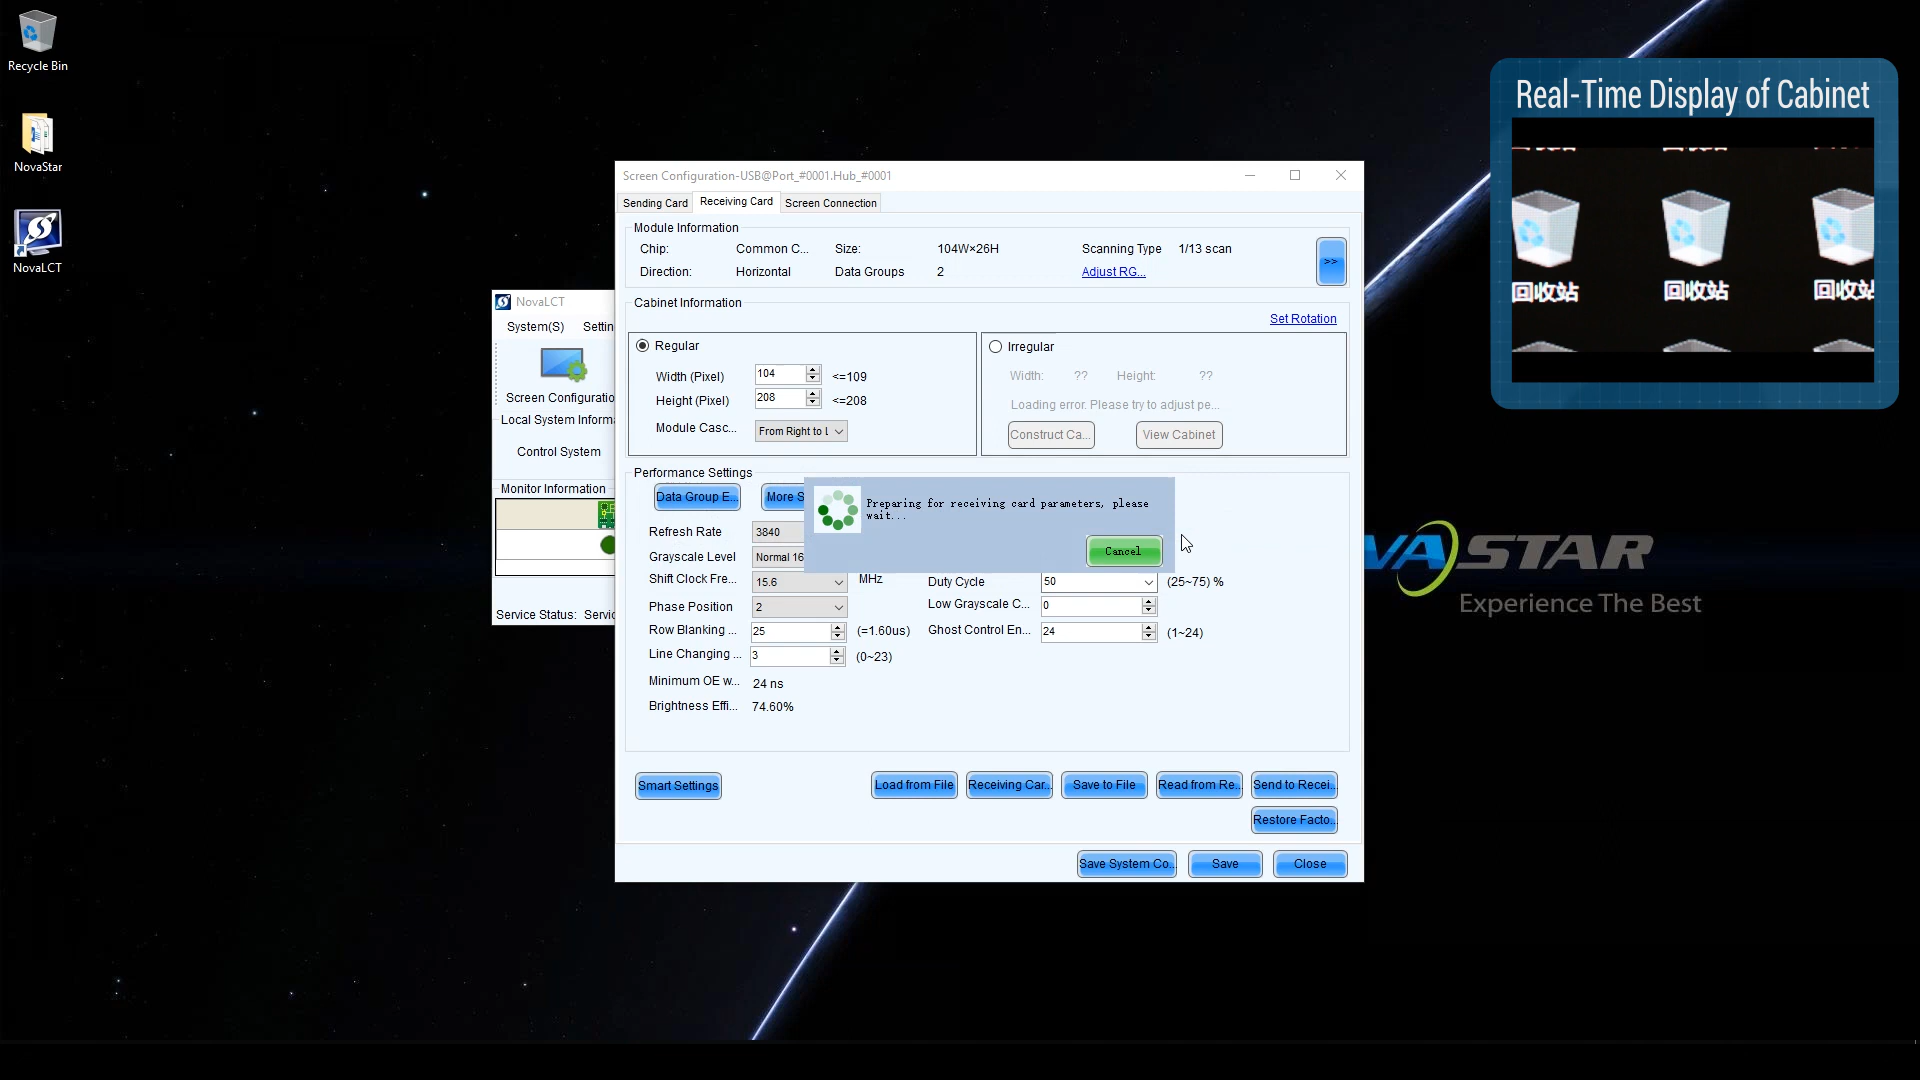 Recycle Bin
NovaStar
NovaLCT
Real-Time Display of Cabinet
回收站
回收站
回收站
NovaLCT
System(S) Settin
Screen Configuratio
Local System Inform
Control System
Monitor Information
Service Status: Servic
Screen Configuration-USB@Port_#0001.Hub_#0001
Sending Card Receiving Card Screen Connection
Module Information
Chip: Common C... Size: 104W×26H Scanning Type 1/13 scan
Direction: Horizontal Data Groups 2 Adjust RG...
>>
Cabinet Information
Set Rotation
Regular
Width (Pixel) 104 <=109
Height (Pixel) 208 <=208
Module Casc... From Right to L
Irregular
Width: ?? Height: ??
Loading error. Please try to adjust pe...
Construct Ca... View Cabinet
Performance Settings
Data Group E... More S
Preparing for receiving card parameters, please
wait...
Cancel
Refresh Rate 3840
Grayscale Level Normal 16
Shift Clock Fre... 15.6 MHz Duty Cycle 50 (25~75) %
Phase Position 2 Low Grayscale C... 0
Row Blanking ... 25 (=1.60us) Ghost Control En... 24 (1~24)
Line Changing ... 3 (0~23)
Minimum OE w... 24 ns
Brightness Effi... 74.60%
Smart Settings Load from File Receiving Car... Save to File Read from Re... Send to Recei...
Restore Facto...
Save System Co... Save Close
VASTAR
Experience The Best